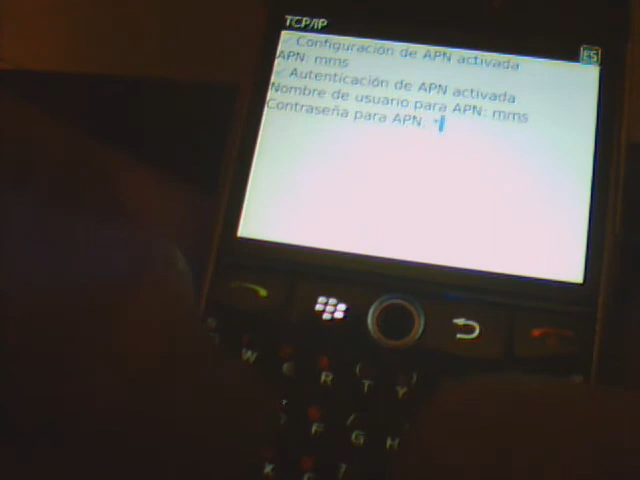 TCP/IP
ES
✓ Configuración de APN activada
APN: mms
✓ Autenticación de APN activada
Nombre de usuario para APN: mms
Contraseña para APN: *
W E R T Y
F G H